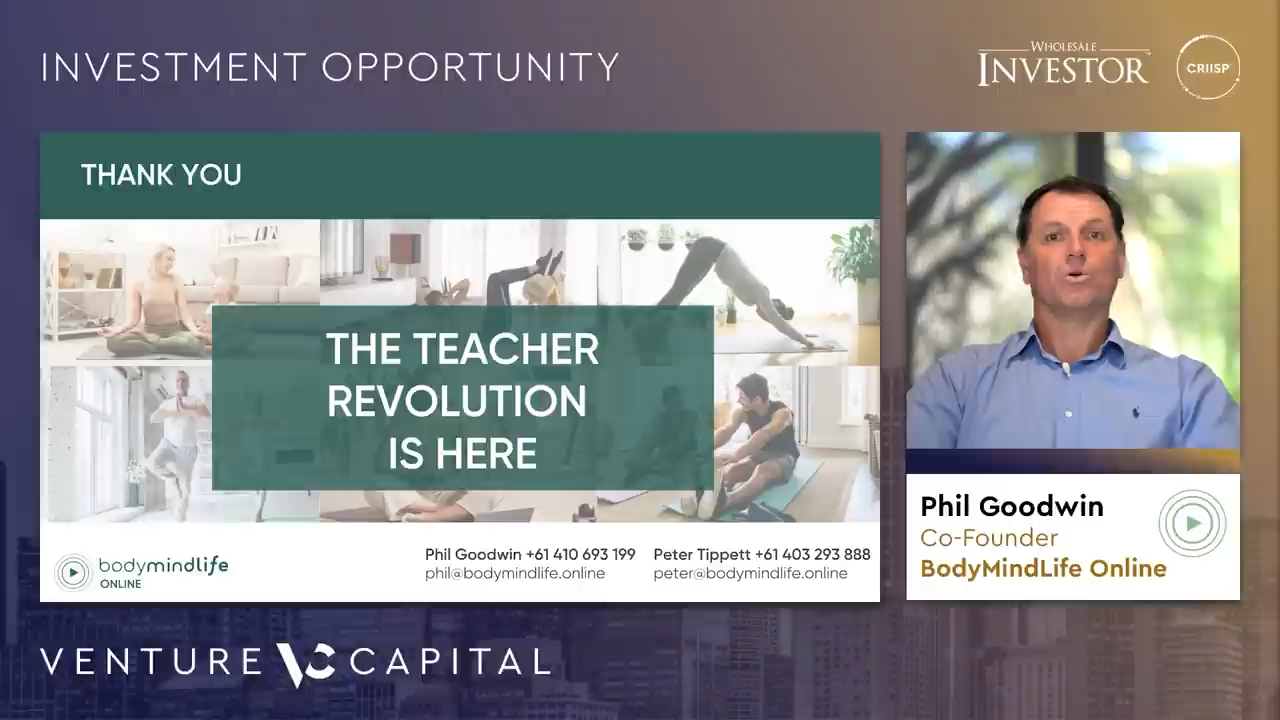 INVESTMENT OPPORTUNITY
WHOLESALE
INVESTOR
CRIISP
THANK YOU
THE TEACHER
REVOLUTION
IS HERE
bodymindlife
ONLINE
Phil Goodwin +61 410 693 199
phil@bodymindlife.online
Peter Tippett +61 403 293 888
peter@bodymindlife.online
Phil Goodwin
Co-Founder
BodyMindLife Online
VENTURE VC CAPITAL